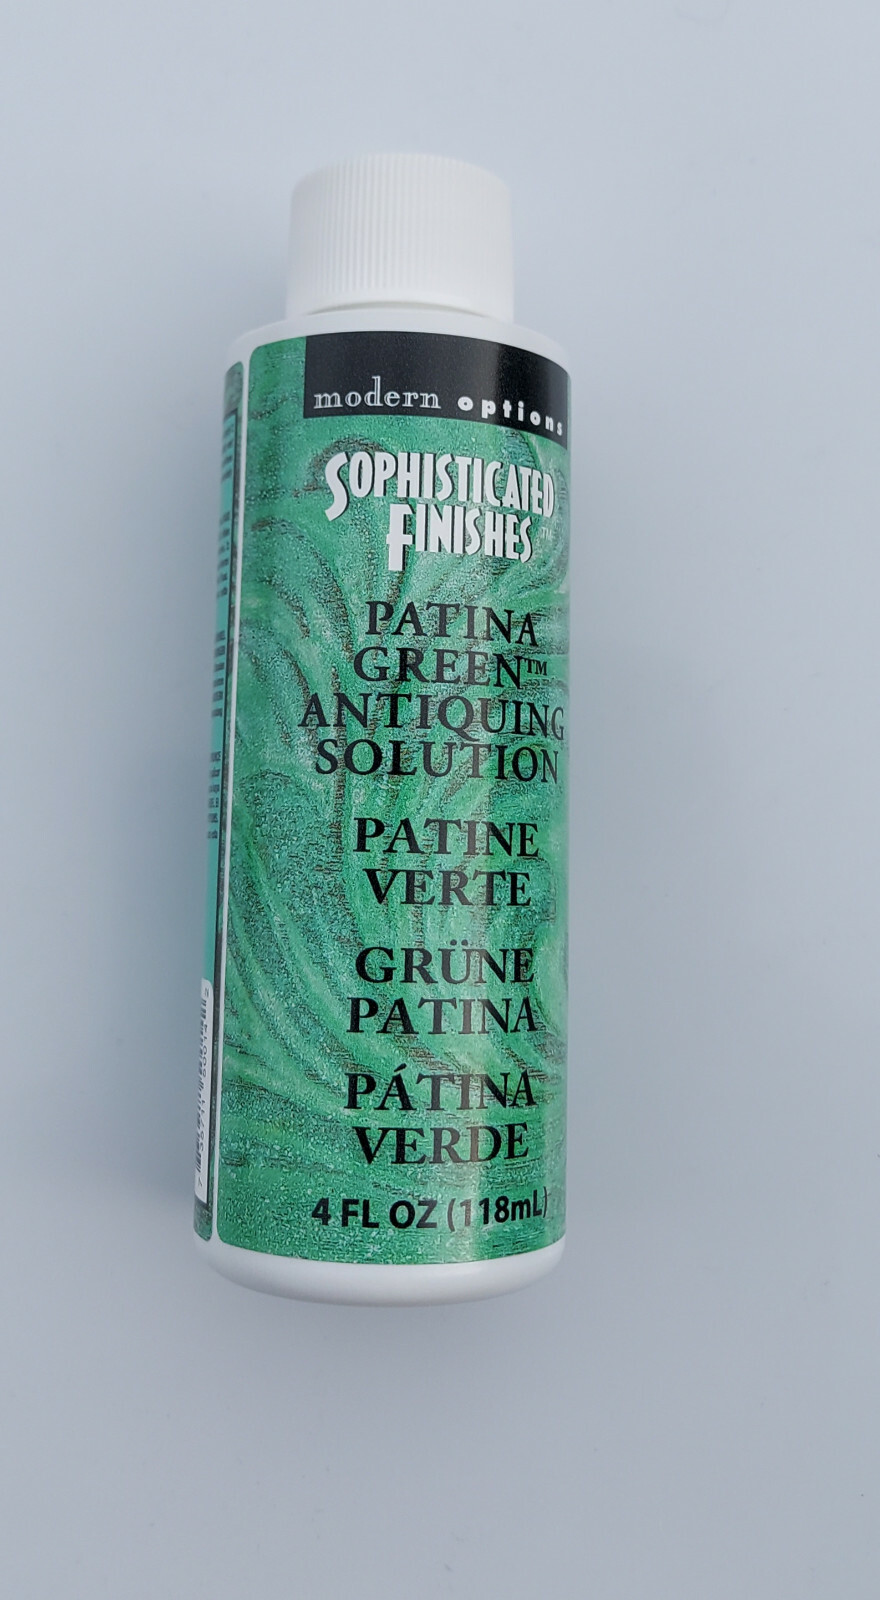 modern options
SOPHISTICATED
FINISHES™
PATINA
GREEN™
ANTIQUING
SOLUTION
PATINE
VERTE
GRÜNE
PATINA
PÁTINA
VERDE
4 FL OZ (118mL)